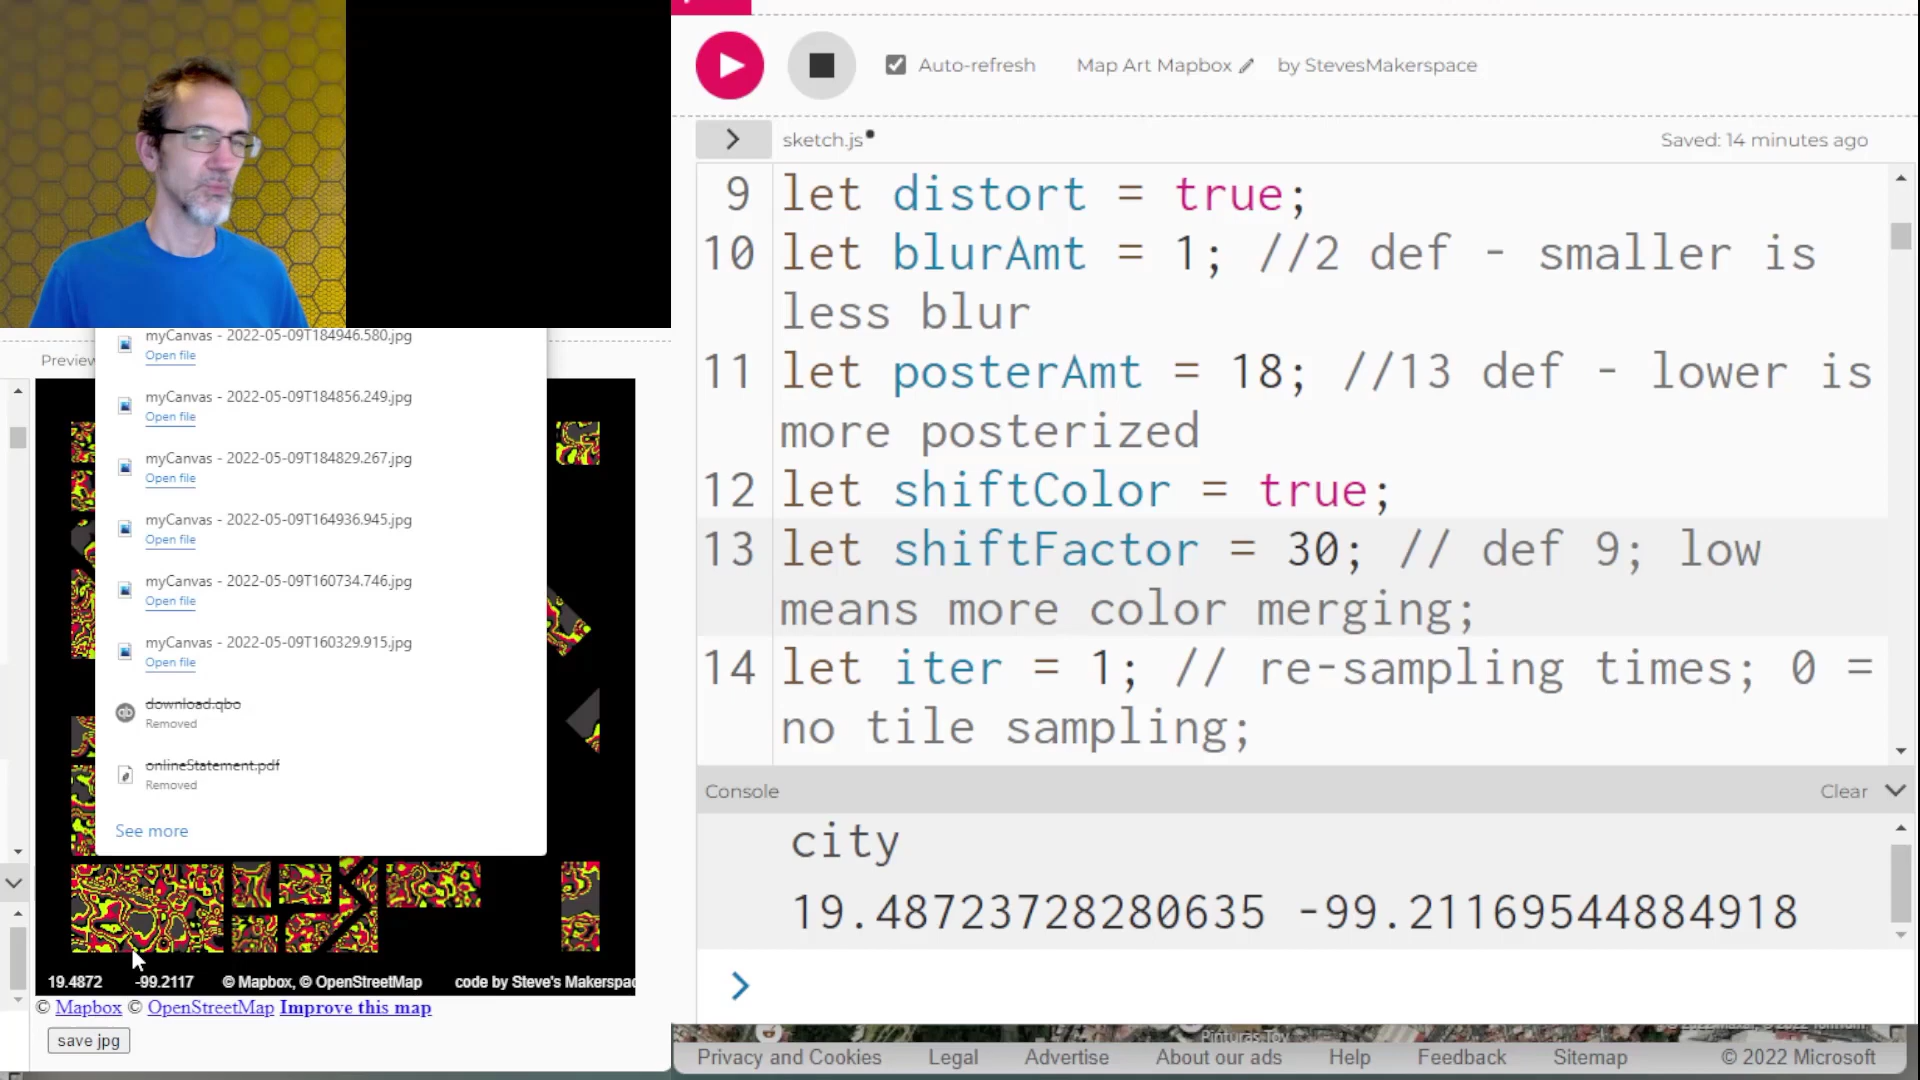 Auto-refresh
Map Art Mapbox
by StevesMakerspace
sketch.js
Saved: 14 minutes ago
9 let distort = true;
10 let blurAmt = 1; //2 def - smaller is
less blur
11 let posterAmt = 18; //13 def - lower is
more posterized
12 let shiftColor = true;
13 let shiftFactor = 30; // def 9; low
means more color merging;
14 let iter = 1; // re-sampling times; 0 =
no tile sampling;
Console
Clear
city
19.48723728280635 -99.21169544884918
Preview
myCanvas - 2022-05-09T184946.580.jpg
Open file
myCanvas - 2022-05-09T184856.249.jpg
Open file
myCanvas - 2022-05-09T184829.267.jpg
Open file
myCanvas - 2022-05-09T164936.945.jpg
Open file
myCanvas - 2022-05-09T160734.746.jpg
Open file
myCanvas - 2022-05-09T160329.915.jpg
Open file
download.qbo
Removed
onlineStatement.pdf
Removed
See more
19.4872 -99.2117 © Mapbox, © OpenStreetMap code by Steve's Makerspac
© Mapbox © OpenStreetMap Improve this map
save jpg
Pinturas Toy
Privacy and Cookies Legal Advertise About our ads Help Feedback Sitemap © 2022 Microsoft